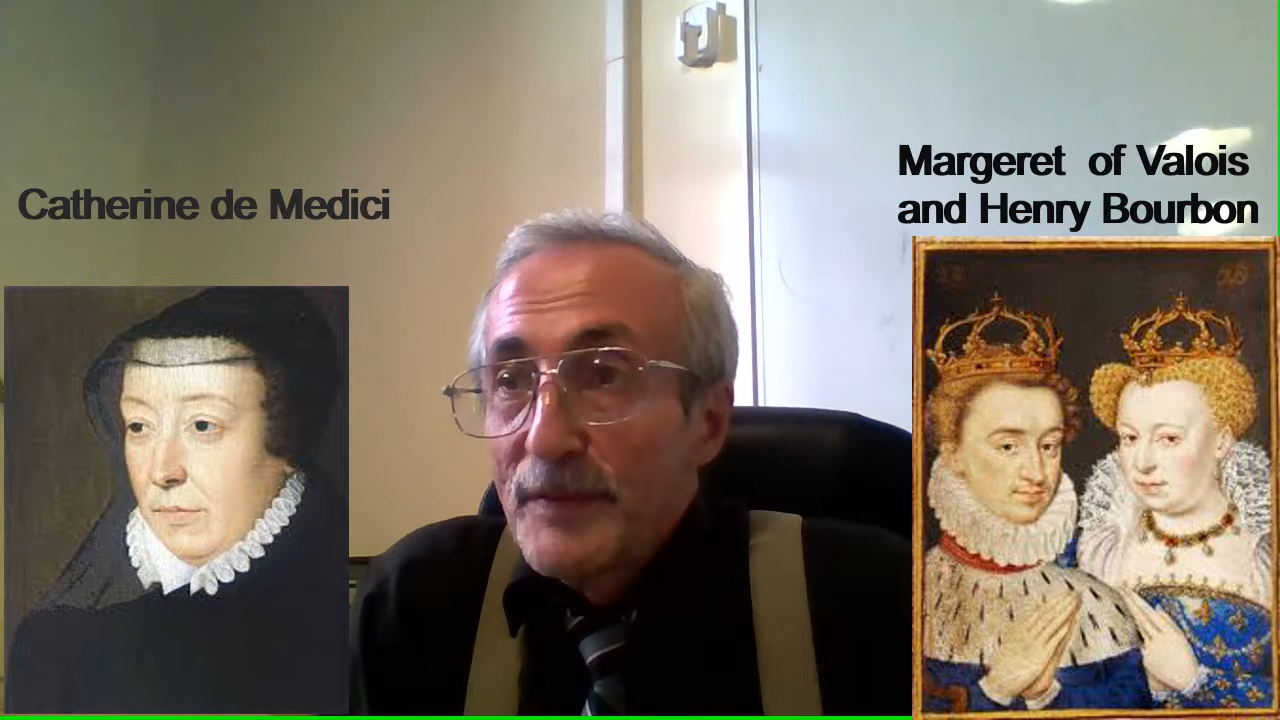 Catherine de Medici
Margeret of Valois
and Henry Bourbon